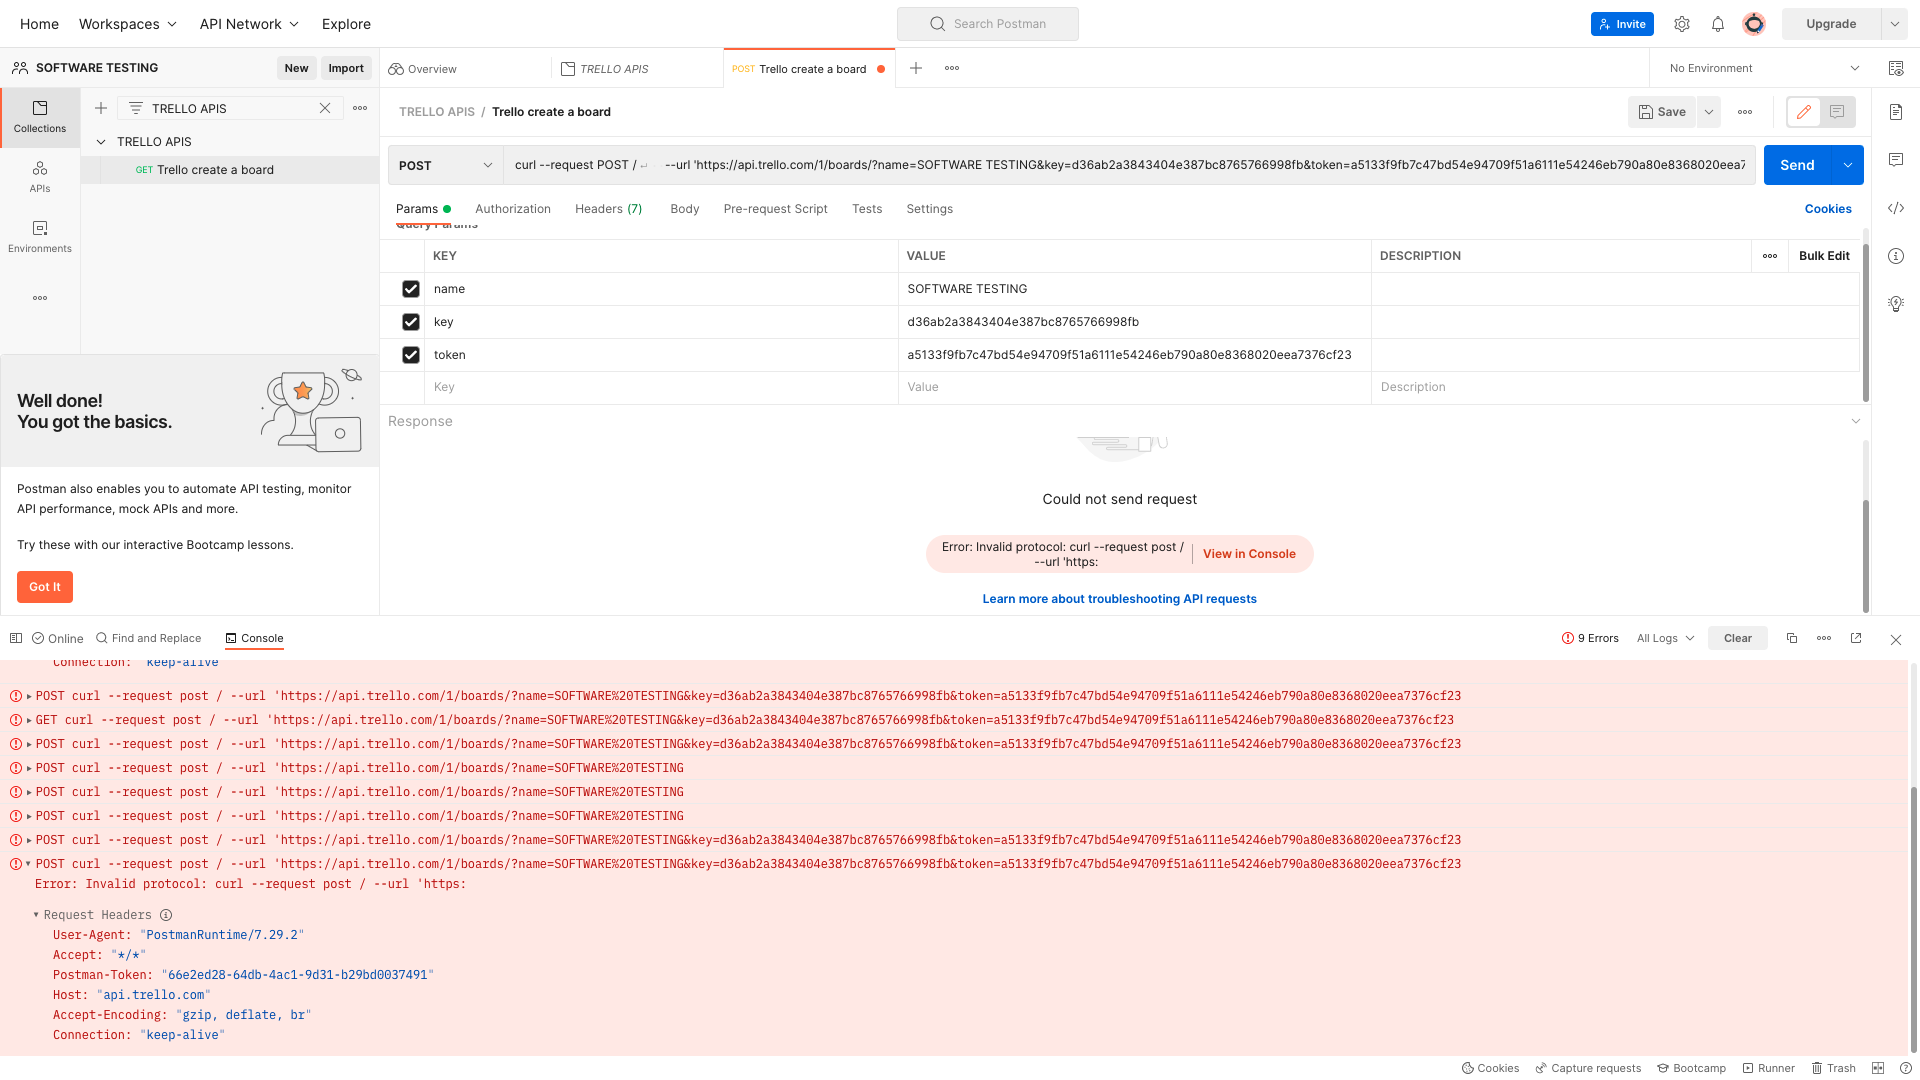 Home Workspaces API Network Explore
Search Postman
Invite Upgrade
SOFTWARE TESTING New Import
Overview TRELLO APIS POST Trello create a board
No Environment
Collections
APIs
Environments
TRELLO APIS
TRELLO APIS
GET Trello create a board
TRELLO APIS / Trello create a board
Save
POST curl --request POST / ↵ --url 'https://api.trello.com/1/boards/?name=SOFTWARE TESTING&key=d36ab2a3843404e387bc8765766998fb&token=a5133f9fb7c47bd54e94709f51a6111e54246eb790a80e8368020eea7
Send
Params Authorization Headers (7) Body Pre-request Script Tests Settings Cookies
Query Params
KEY VALUE DESCRIPTION Bulk Edit
name SOFTWARE TESTING
key d36ab2a3843404e387bc8765766998fb
token a5133f9fb7c47bd54e94709f51a6111e54246eb790a80e8368020eea7376cf23
Key Value Description
Well done!
You got the basics.
Postman also enables you to automate API testing, monitor
API performance, mock APIs and more.
Try these with our interactive Bootcamp lessons.
Got It
Response
Could not send request
Error: Invalid protocol: curl --request post /
--url 'https:
View in Console
Learn more about troubleshooting API requests
Online Find and Replace Console
9 Errors All Logs Clear
Connection: "keep-alive"
POST curl --request post / --url 'https://api.trello.com/1/boards/?name=SOFTWARE%20TESTING&key=d36ab2a3843404e387bc8765766998fb&token=a5133f9fb7c47bd54e94709f51a6111e54246eb790a80e8368020eea7376cf23
GET curl --request post / --url 'https://api.trello.com/1/boards/?name=SOFTWARE%20TESTING&key=d36ab2a3843404e387bc8765766998fb&token=a5133f9fb7c47bd54e94709f51a6111e54246eb790a80e8368020eea7376cf23
POST curl --request post / --url 'https://api.trello.com/1/boards/?name=SOFTWARE%20TESTING&key=d36ab2a3843404e387bc8765766998fb&token=a5133f9fb7c47bd54e94709f51a6111e54246eb790a80e8368020eea7376cf23
POST curl --request post / --url 'https://api.trello.com/1/boards/?name=SOFTWARE%20TESTING
POST curl --request post / --url 'https://api.trello.com/1/boards/?name=SOFTWARE%20TESTING
POST curl --request post / --url 'https://api.trello.com/1/boards/?name=SOFTWARE%20TESTING
POST curl --request post / --url 'https://api.trello.com/1/boards/?name=SOFTWARE%20TESTING&key=d36ab2a3843404e387bc8765766998fb&token=a5133f9fb7c47bd54e94709f51a6111e54246eb790a80e8368020eea7376cf23
POST curl --request post / --url 'https://api.trello.com/1/boards/?name=SOFTWARE%20TESTING&key=d36ab2a3843404e387bc8765766998fb&token=a5133f9fb7c47bd54e94709f51a6111e54246eb790a80e8368020eea7376cf23
Error: Invalid protocol: curl --request post / --url 'https:
Request Headers
User-Agent: "PostmanRuntime/7.29.2"
Accept: "*/*"
Postman-Token: "66e2ed28-64db-4ac1-9d31-b29bd0037491"
Host: "api.trello.com"
Accept-Encoding: "gzip, deflate, br"
Connection: "keep-alive"
Cookies Capture requests Bootcamp Runner Trash